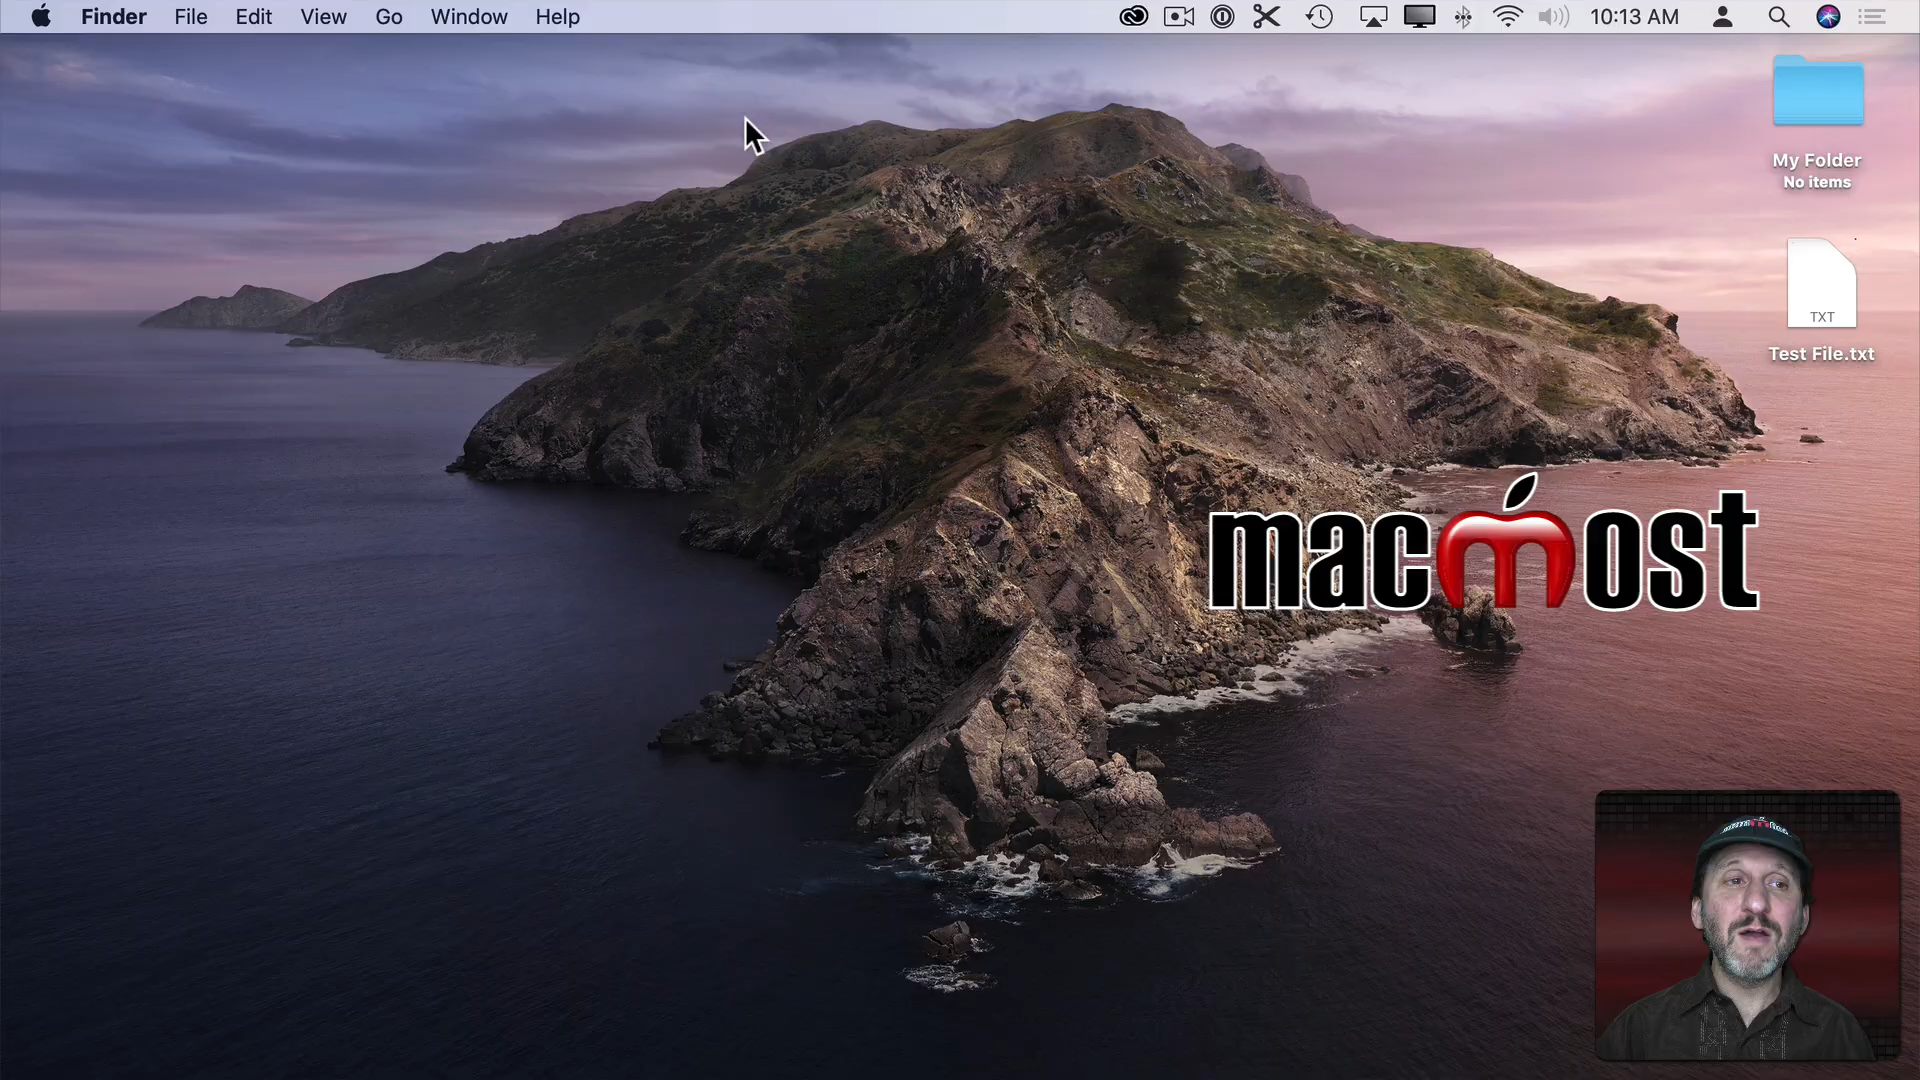 Finder File Edit View Go Window Help 10:13 AM
My Folder
No items
TXT
Test File.txt
macmost